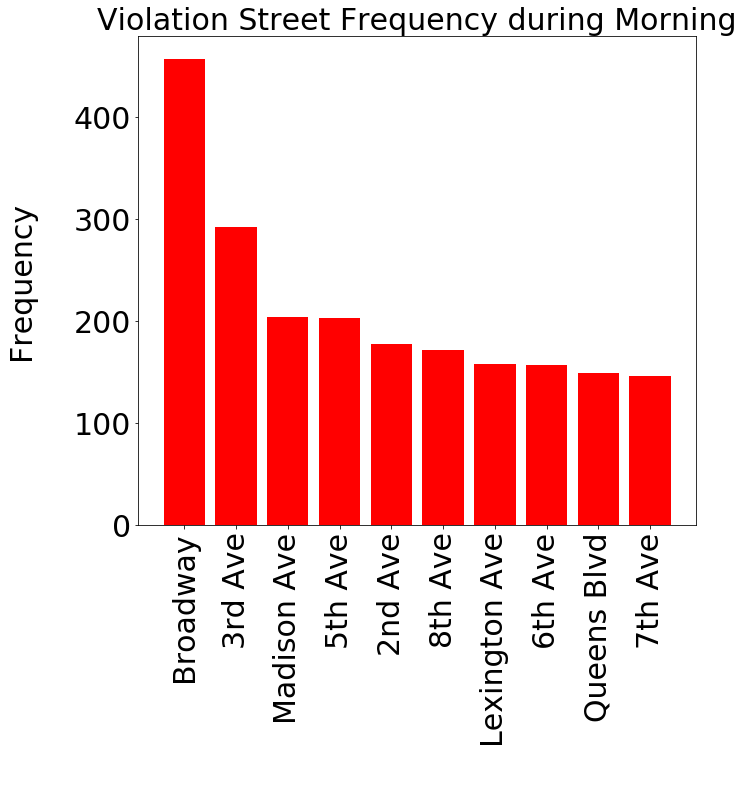 Violation Street Frequency during Morning
Frequency
400
300
200
100
0
Broadway
3rd Ave
Madison Ave
5th Ave
2nd Ave
8th Ave
Lexington Ave
6th Ave
Queens Blvd
7th Ave